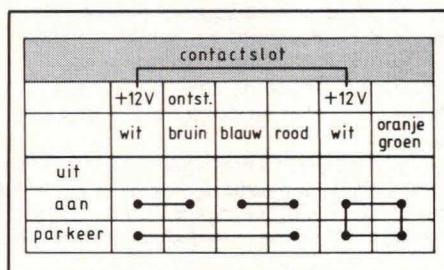 contactslot
+12V ontst. +12V
wit bruin blauw rood wit oranje groen
uit
aan
parkeer